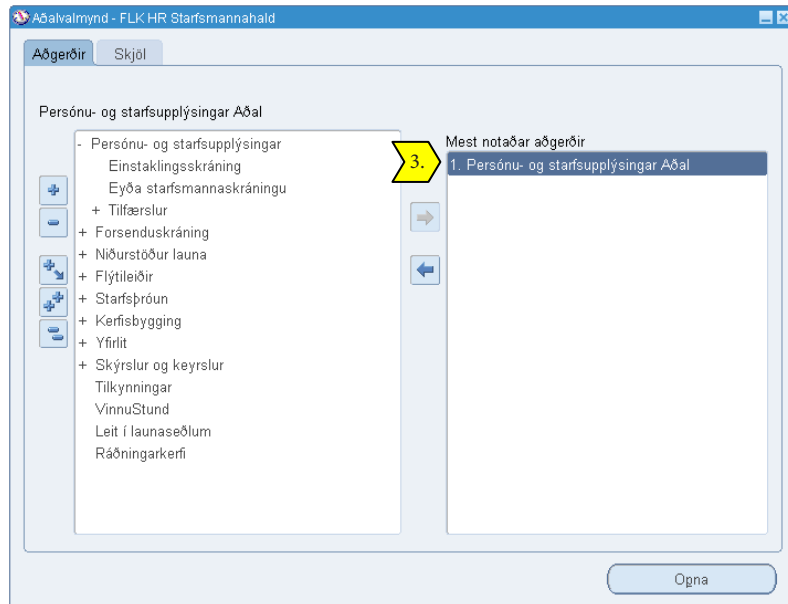 Aðalvalmynd - FLK HR Starfsmannahald
Aðgerðir Skjöl
Persónu- og starfsupplýsingar Aðal
- Persónu- og starfsupplýsingar
Einstaklingsskráning
Eyða starfsmannaskráningu
+ Tilfærslur
+ Forsenduskráning
+ Niðurstöður launa
+ Flýtileiðir
+ Starfsþróun
+ Kerfisbygging
+ Yfirlit
+ Skýrslur og keyrslur
Tilkynningar
VinnuStund
Leit í launaseðlum
Ráðningarkerfi
Mest notaðar aðgerðir
3.
1. Persónu- og starfsupplýsingar Aðal
Opna